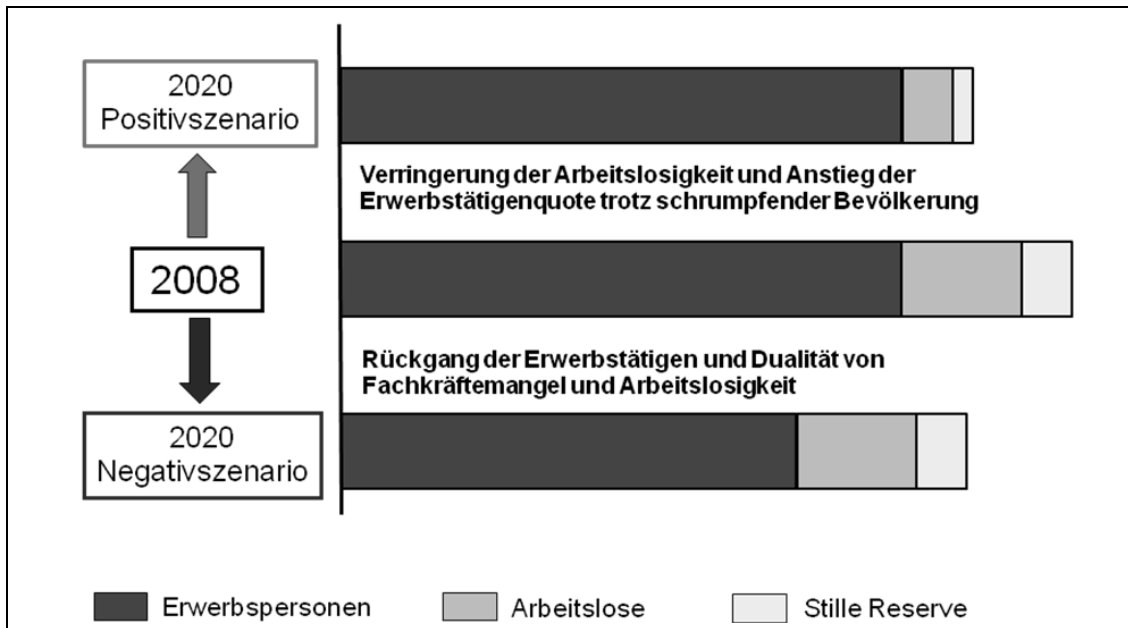 2020
Positivszenario
Verringerung der Arbeitslosigkeit und Anstieg der
Erwerbstätigenquote trotz schrumpfender Bevölkerung
2008
Rückgang der Erwerbstätigen und Dualität von
Fachkräftemangel und Arbeitslosigkeit
2020
Negativszenario
Erwerbspersonen
Arbeitslose
Stille Reserve